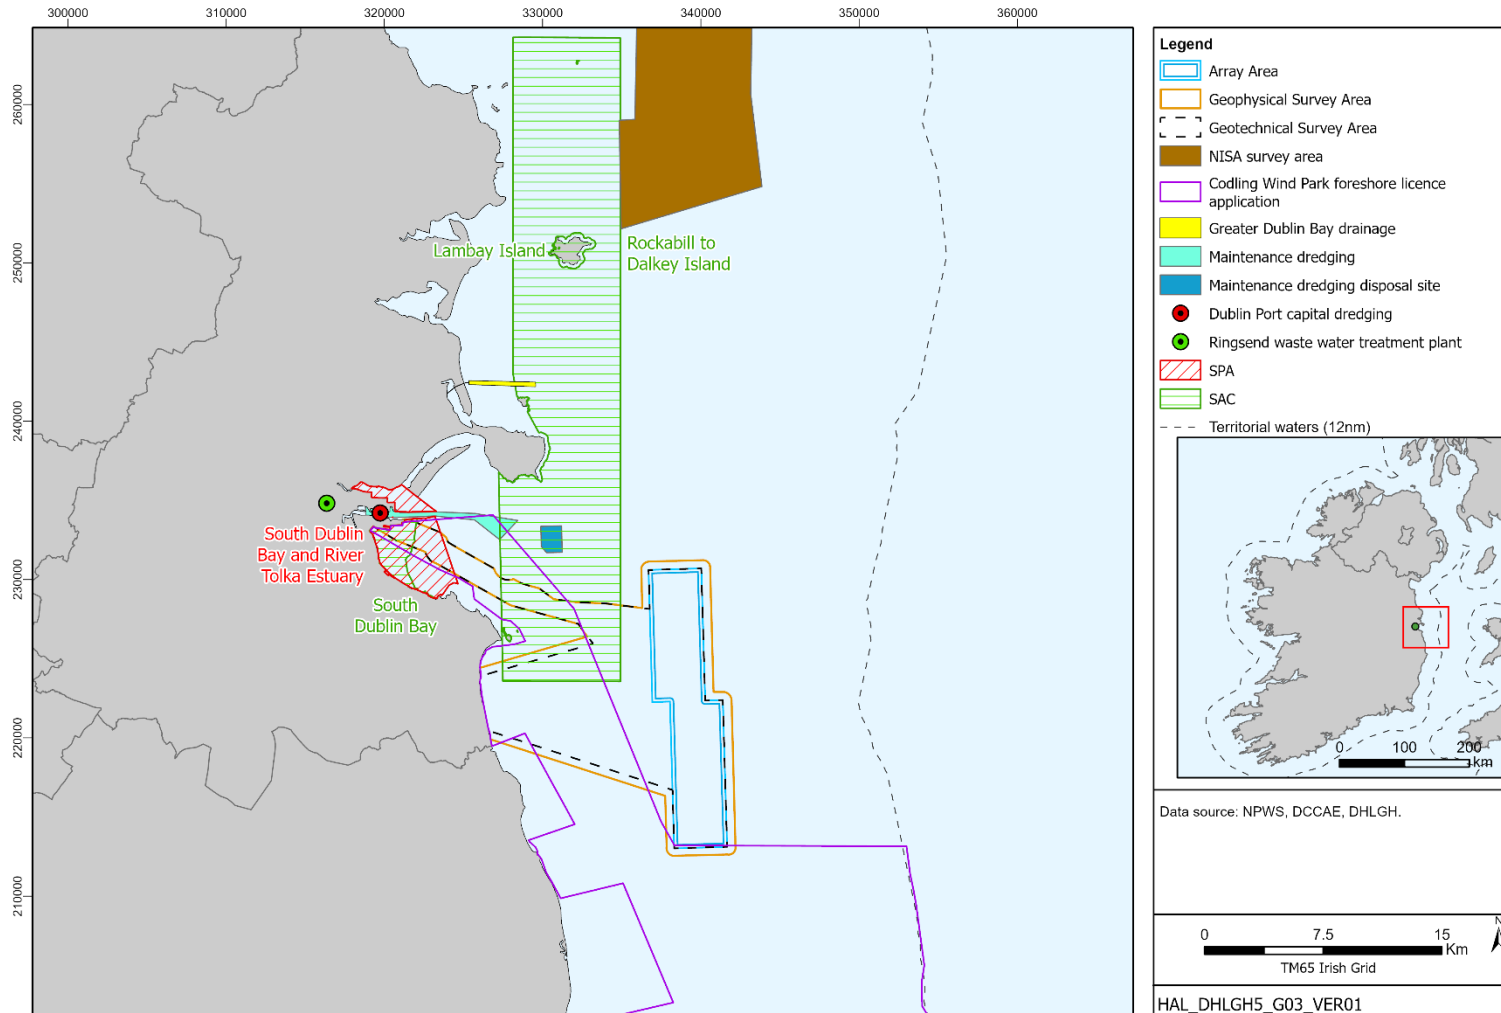 300000
310000
320000
330000
340000
350000
360000
260000
250000
240000
230000
220000
210000
Lambay Island
Rockabill to
Dalkey Island
South Dublin
Bay and River
Tolka Estuary
South
Dublin Bay
Legend
Array Area
Geophysical Survey Area
Geotechnical Survey Area
NISA survey area
Codling Wind Park foreshore licence
application
Greater Dublin Bay drainage
Maintenance dredging
Maintenance dredging disposal site
Dublin Port capital dredging
Ringsend waste water treatment plant
SPA
SAC
Territorial waters (12nm)
0 100 200
km
Data source: NPWS, DCCAE, DHLGH.
0 7.5 15
Km
TM65 Irish Grid
N
HAL_DHLGH5_G03_VER01